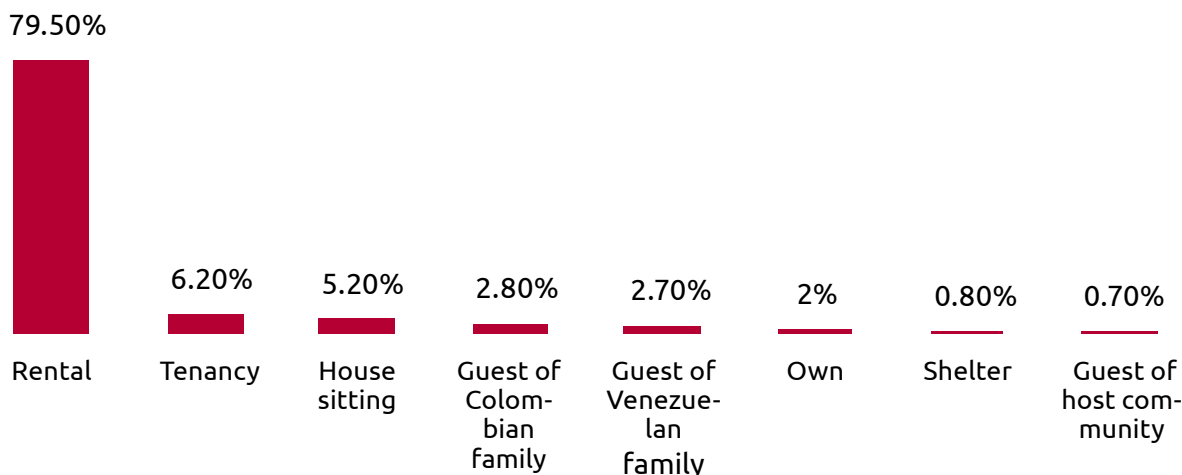 79.50%
6.20%
5.20%
2.80%
2.70%
2%
0.80%
0.70%
Rental
Tenancy
House
sitting
Guest of
Colom-
bian
family
Guest of
Venezue-
lan
family
Own
Shelter
Guest of
host com-
munity